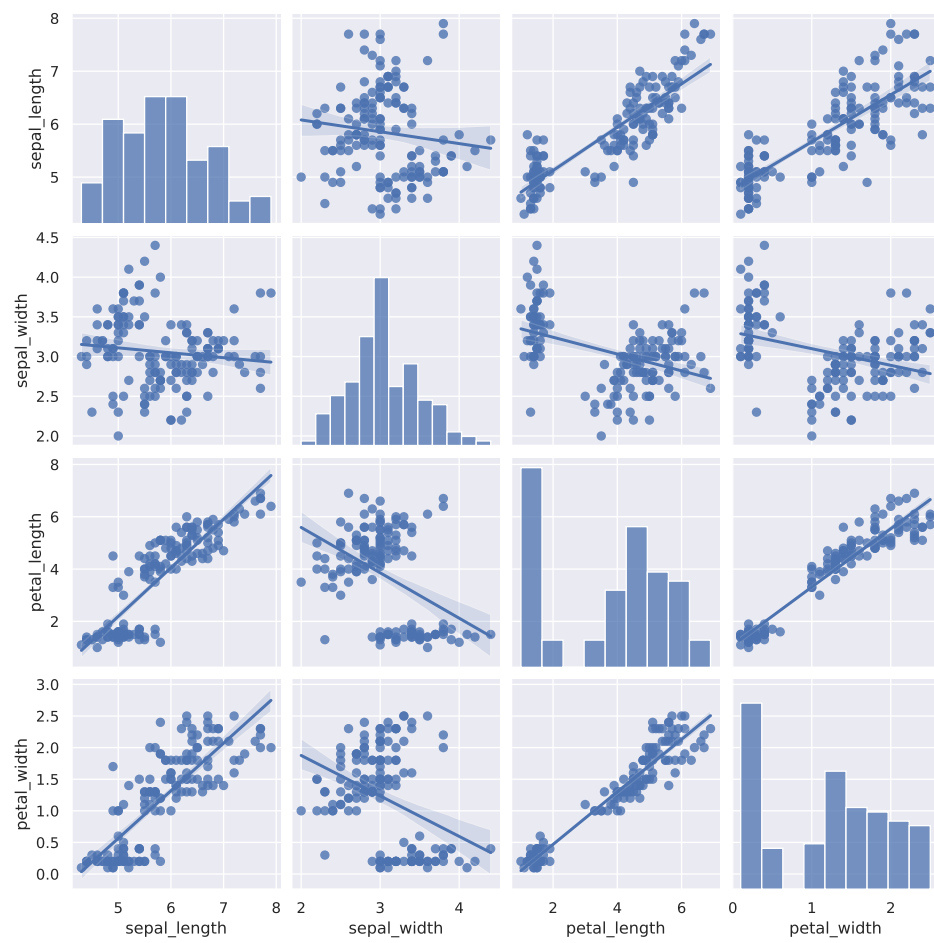 8
7
6
5
sepal_length
4.5
4.0
3.5
3.0
2.5
2.0
sepal_width
8
6
4
2
petal_length
3.0
2.5
2.0
1.5
1.0
0.5
0.0
petal_width
5 6 7 8
sepal_length
2 3 4
sepal_width
2 4 6
petal_length
0 1 2
petal_width